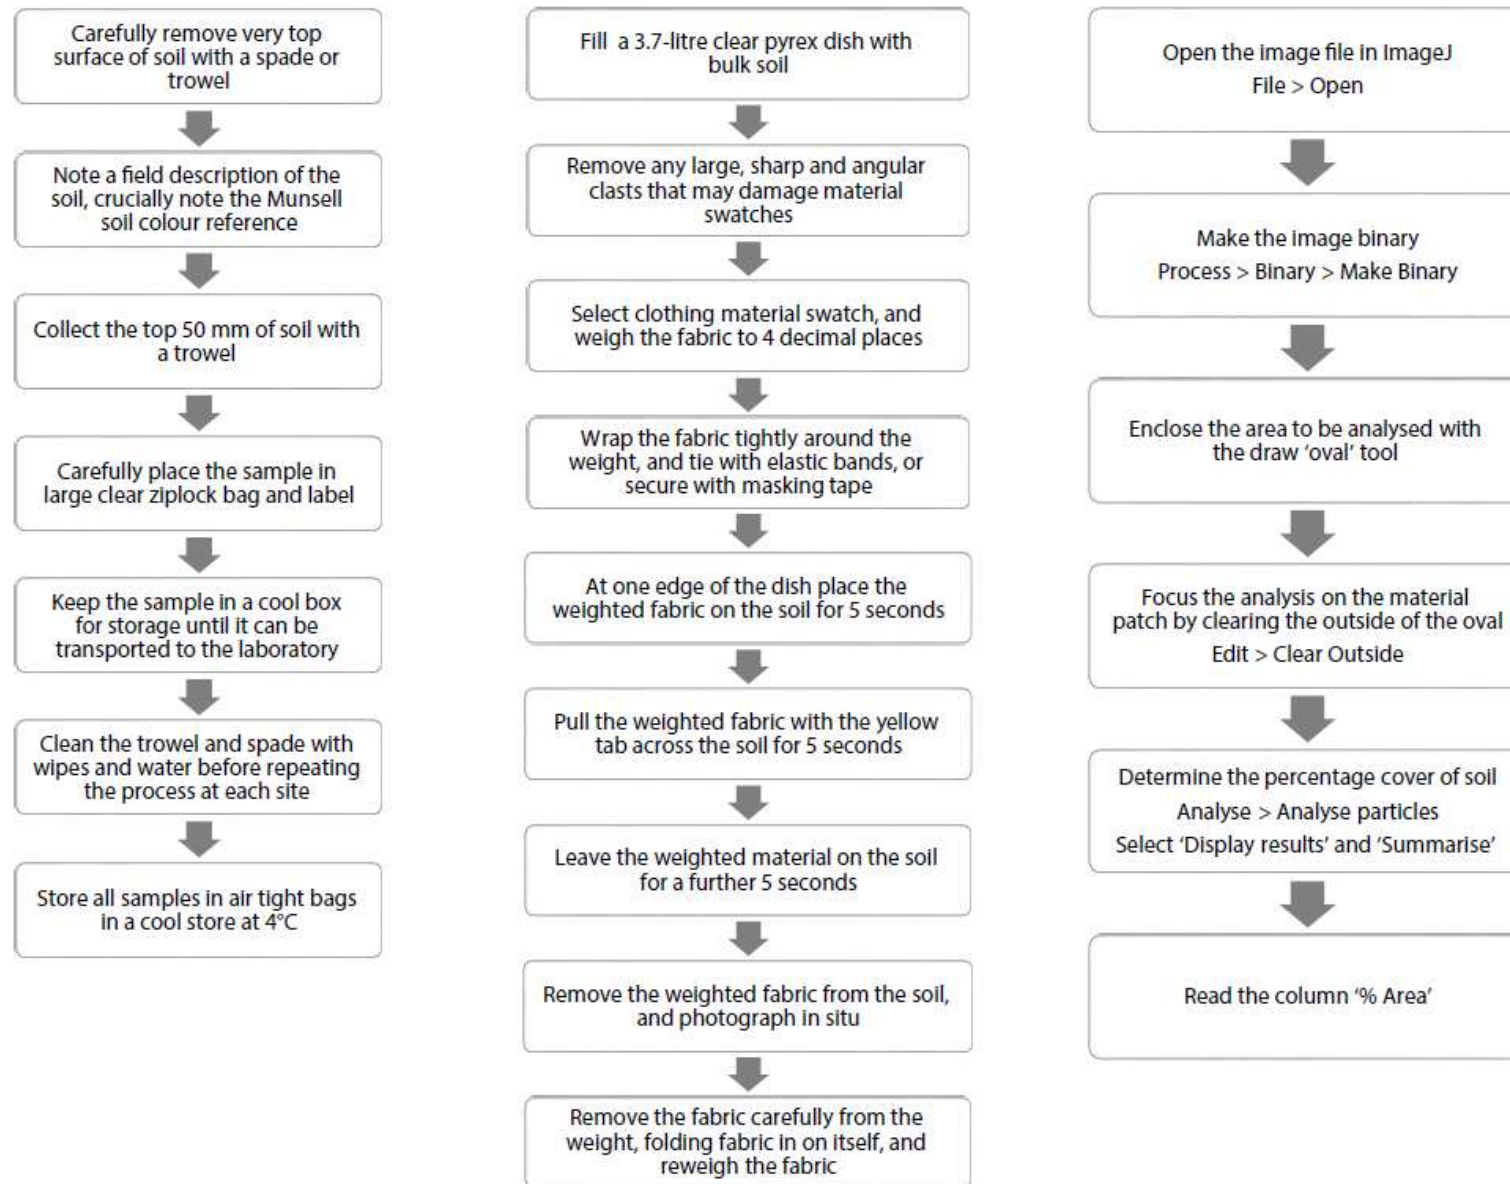 Carefully remove very top
surface of soil with a spade or
trowel
Note a field description of the
soil, crucially note the Munsell
soil colour reference
Collect the top 50 mm of soil with
a trowel
Carefully place the sample in
large clear ziplock bag and label
Keep the sample in a cool box
for storage until it can be
transported to the laboratory
Clean the trowel and spade with
wipes and water before repeating
the process at each site
Store all samples in air tight bags
in a cool store at 4°C
Fill a 3.7-litre clear pyrex dish with
bulk soil
Remove any large, sharp and angular
clasts that may damage material
swatches
Select clothing material swatch, and
weigh the fabric to 4 decimal places
Wrap the fabric tightly around the
weight, and tie with elastic bands, or
secure with masking tape
At one edge of the dish place the
weighted fabric on the soil for 5 seconds
Pull the weighted fabric with the yellow
tab across the soil for 5 seconds
Leave the weighted material on the soil
for a further 5 seconds
Remove the weighted fabric from the soil,
and photograph in situ
Remove the fabric carefully from the
weight, folding fabric in on itself, and
reweigh the fabric
Open the image file in ImageJ
File > Open
Make the image binary
Process > Binary > Make Binary
Enclose the area to be analysed with
the draw ‘oval’ tool
Focus the analysis on the material
patch by clearing the outside of the oval
Edit > Clear Outside
Determine the percentage cover of soil
Analyse > Analyse particles
Select ‘Display results’ and ‘Summarise’
Read the column ‘% Area’